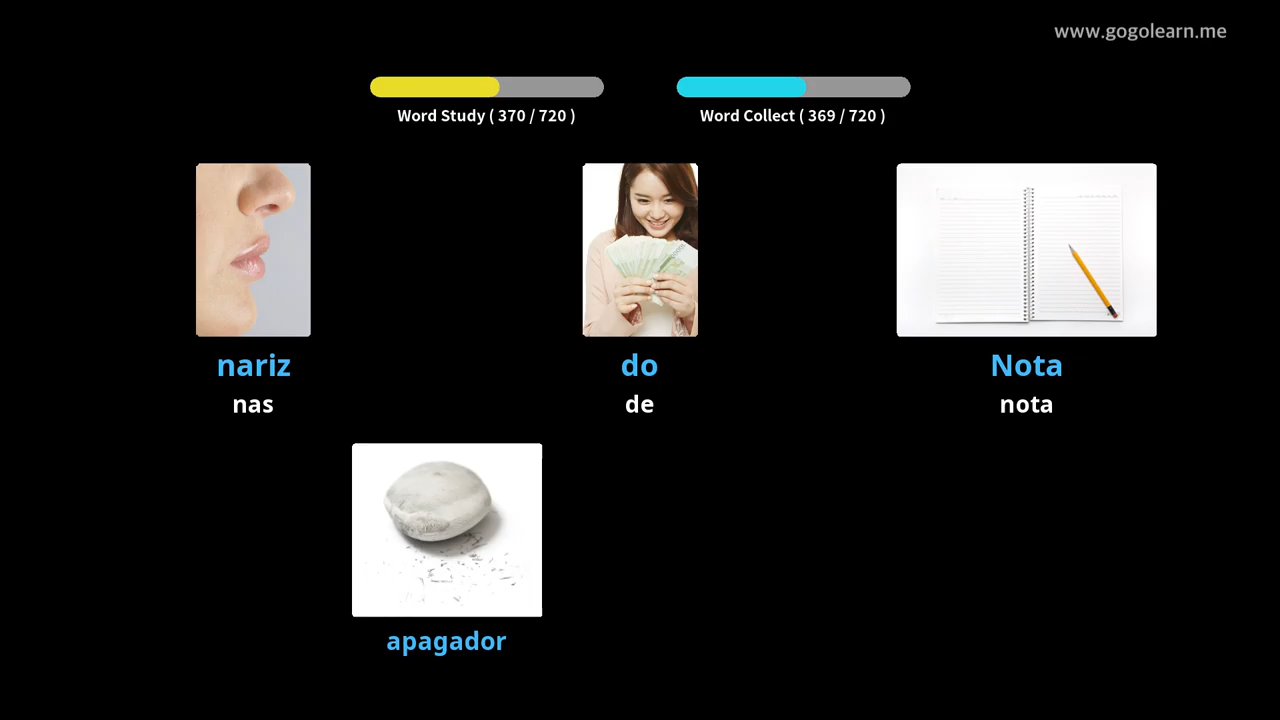 www.gogolearn.me
Word Study ( 370 / 720 )
Word Collect ( 369 / 720 )
nariz
nas
do
de
Nota
nota
apagador